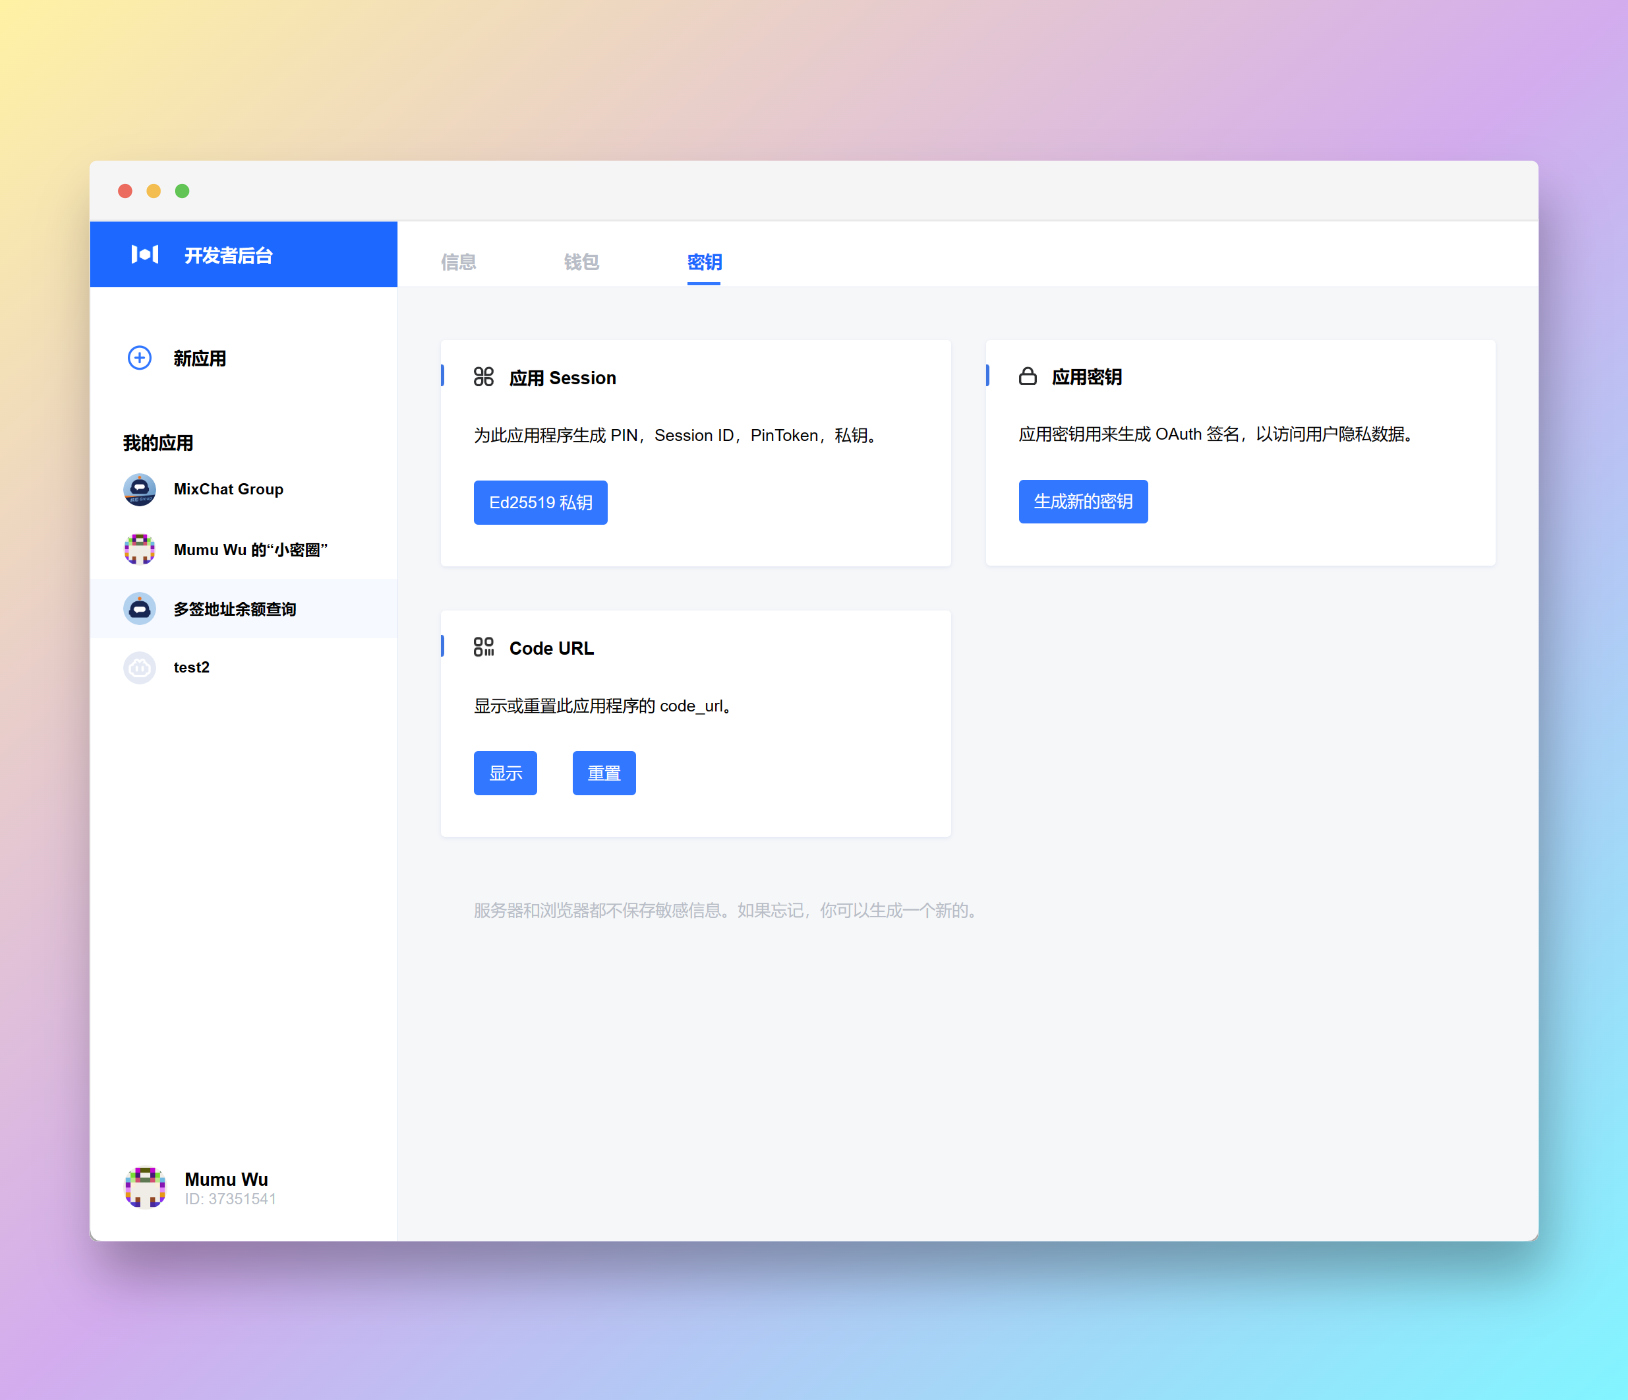 开发者后台
信息
钱包
密钥
新应用
我的应用
MixChat Group
Mumu Wu 的“小密圈”
多签地址余额查询
test2
Mumu Wu
ID: 37351541
应用 Session
为此应用程序生成 PIN，Session ID，PinToken，私钥。
Ed25519 私钥
应用密钥
应用密钥用来生成 OAuth 签名，以访问用户隐私数据。
生成新的密钥
Code URL
显示或重置此应用程序的 code_url。
显示
重置
服务器和浏览器都不保存敏感信息。如果忘记，你可以生成一个新的。